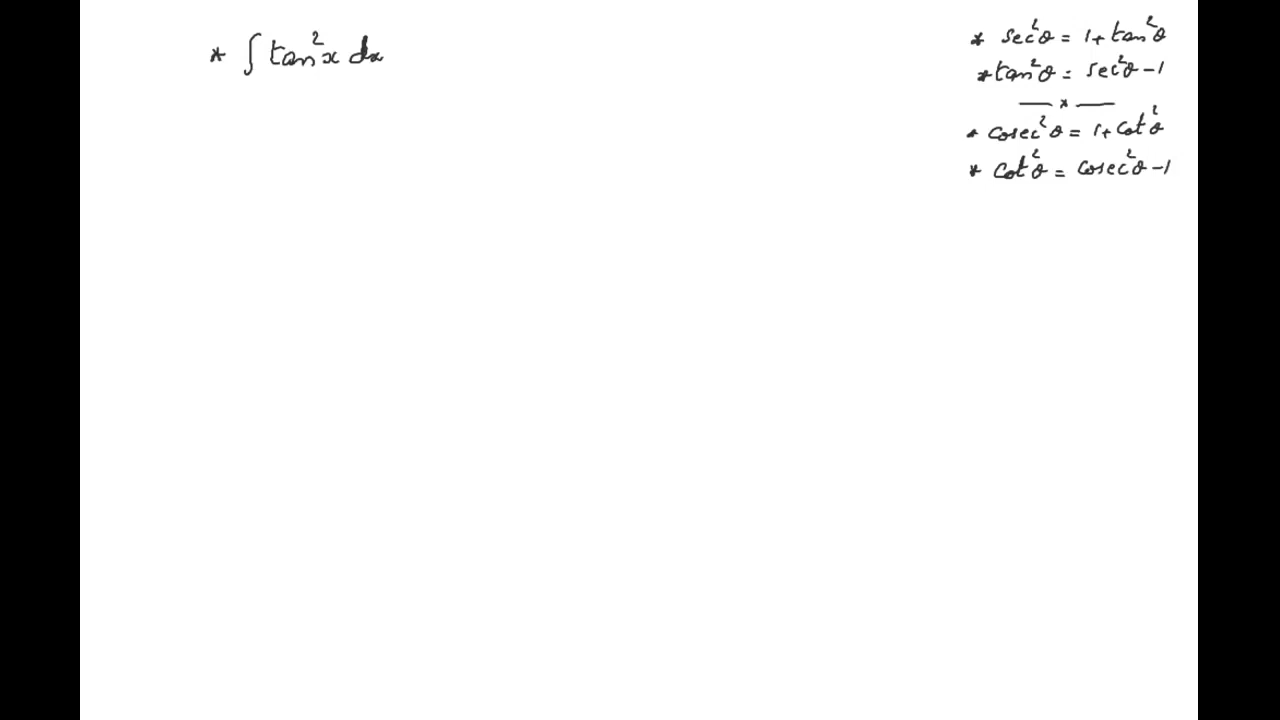 * ∫ tan²x dx
* sec²θ = 1+tan²θ
* tan²θ = sec²θ-1
— * —
* cosec²θ = 1+cot²θ
* cot²θ = cosec²θ-1